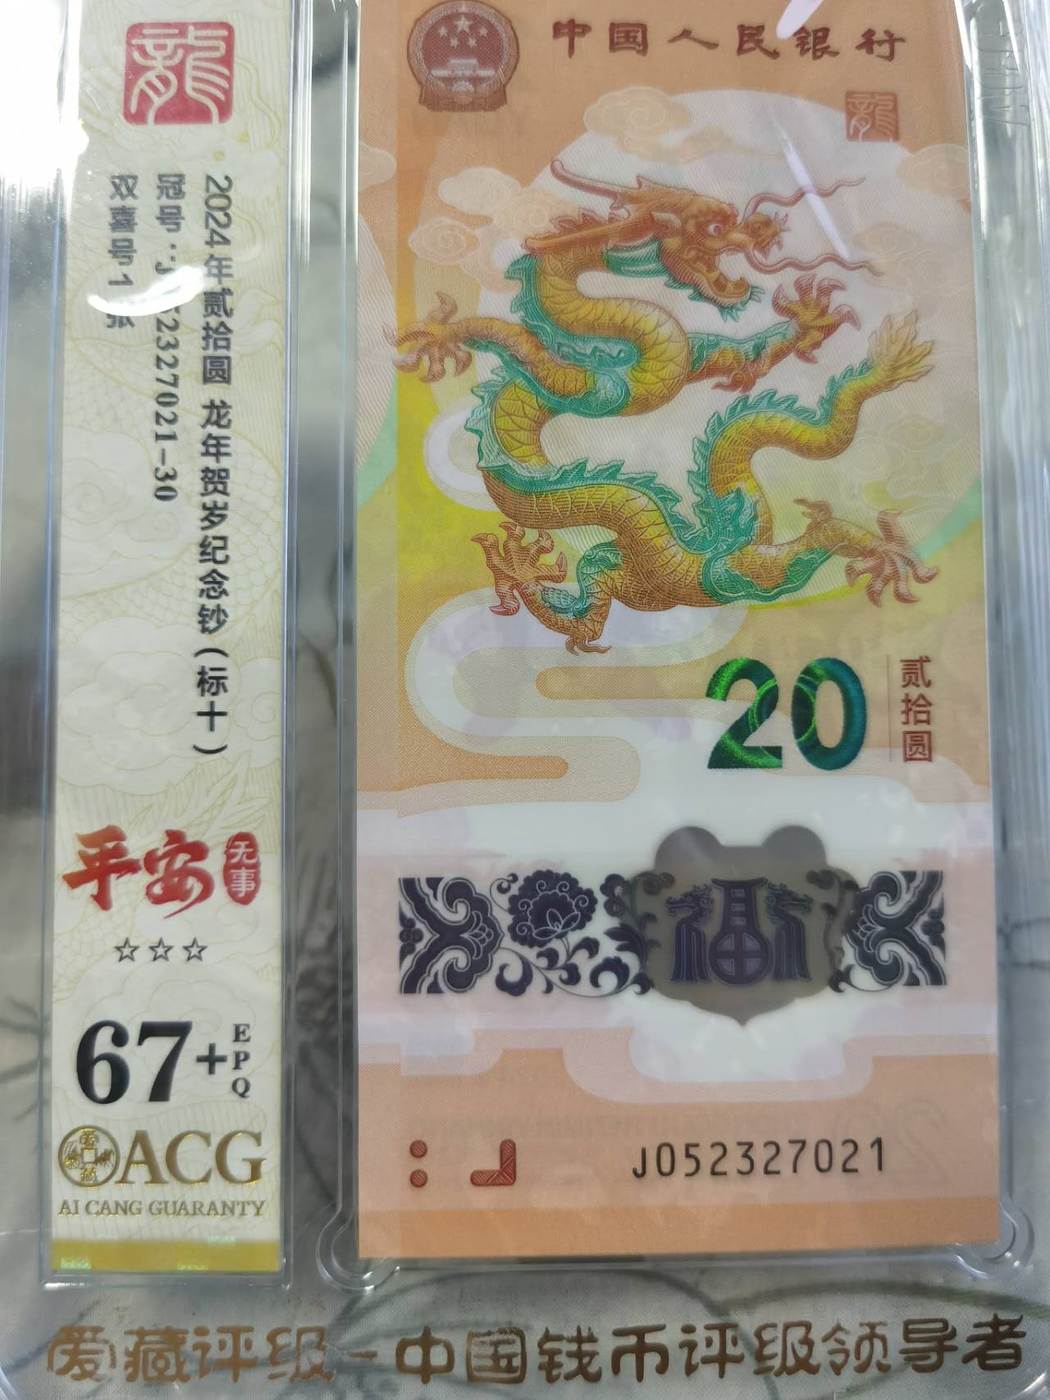 龍
2024年贰拾圆 龙年贺岁纪念钞(标十)
冠号:J052327021-30
双喜号1张
平安
无事
☆☆☆
67+
EPQ
ACG
AI CANG GUARANTY
中国人民银行
龍
20
贰拾圆
福
J052327021
爱藏评级-中国钱币评级领导者